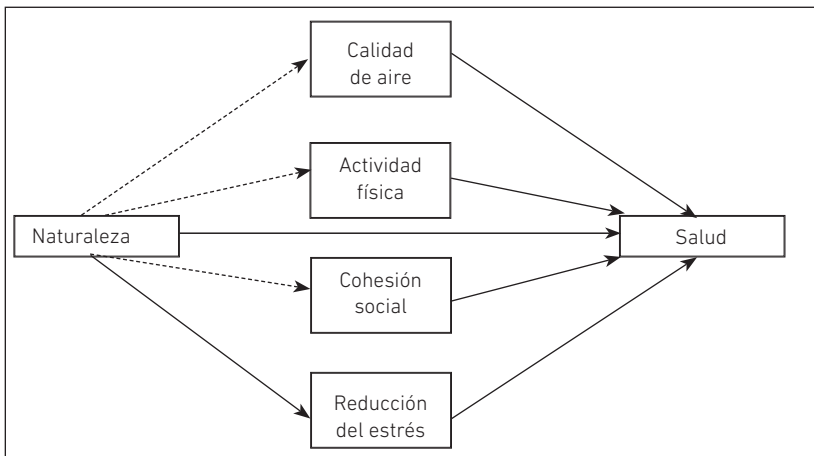 Calidad
de aire
Actividad
física
Naturaleza
Salud
Cohesión
social
Reducción
del estrés